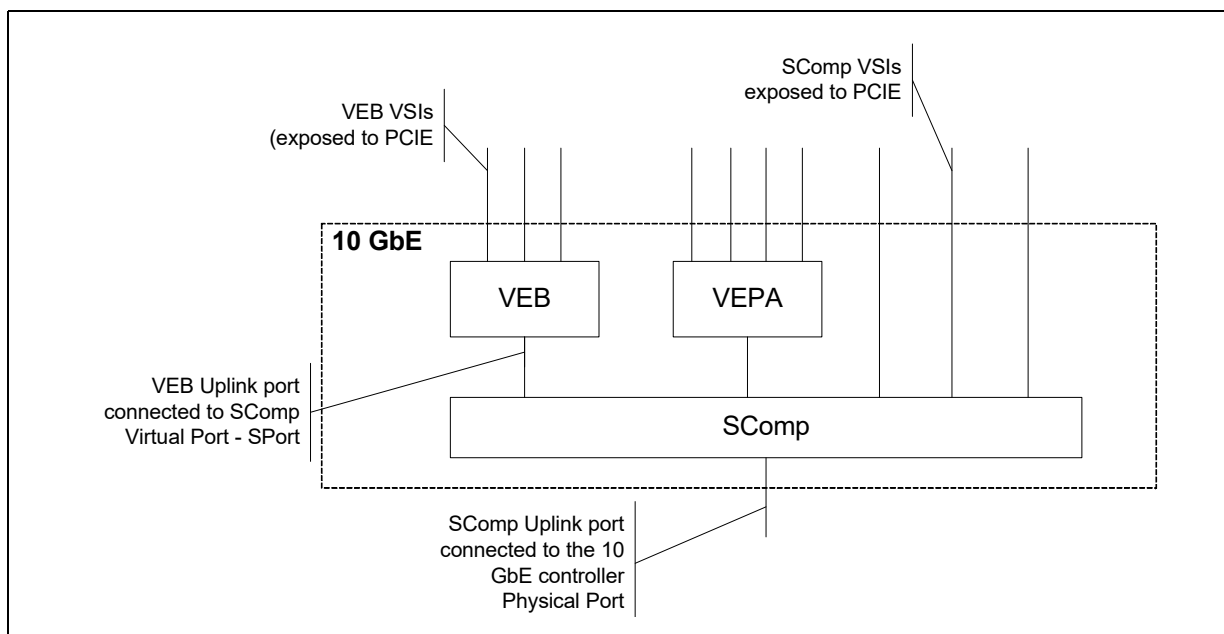 SComp VSIs
exposed to PCIE
VEB VSIs
(exposed to PCIE
10 GbE
VEB
VEPA
VEB Uplink port
connected to SComp
Virtual Port - SPort
SComp
SComp Uplink port
connected to the 10
GbE controller
Physical Port